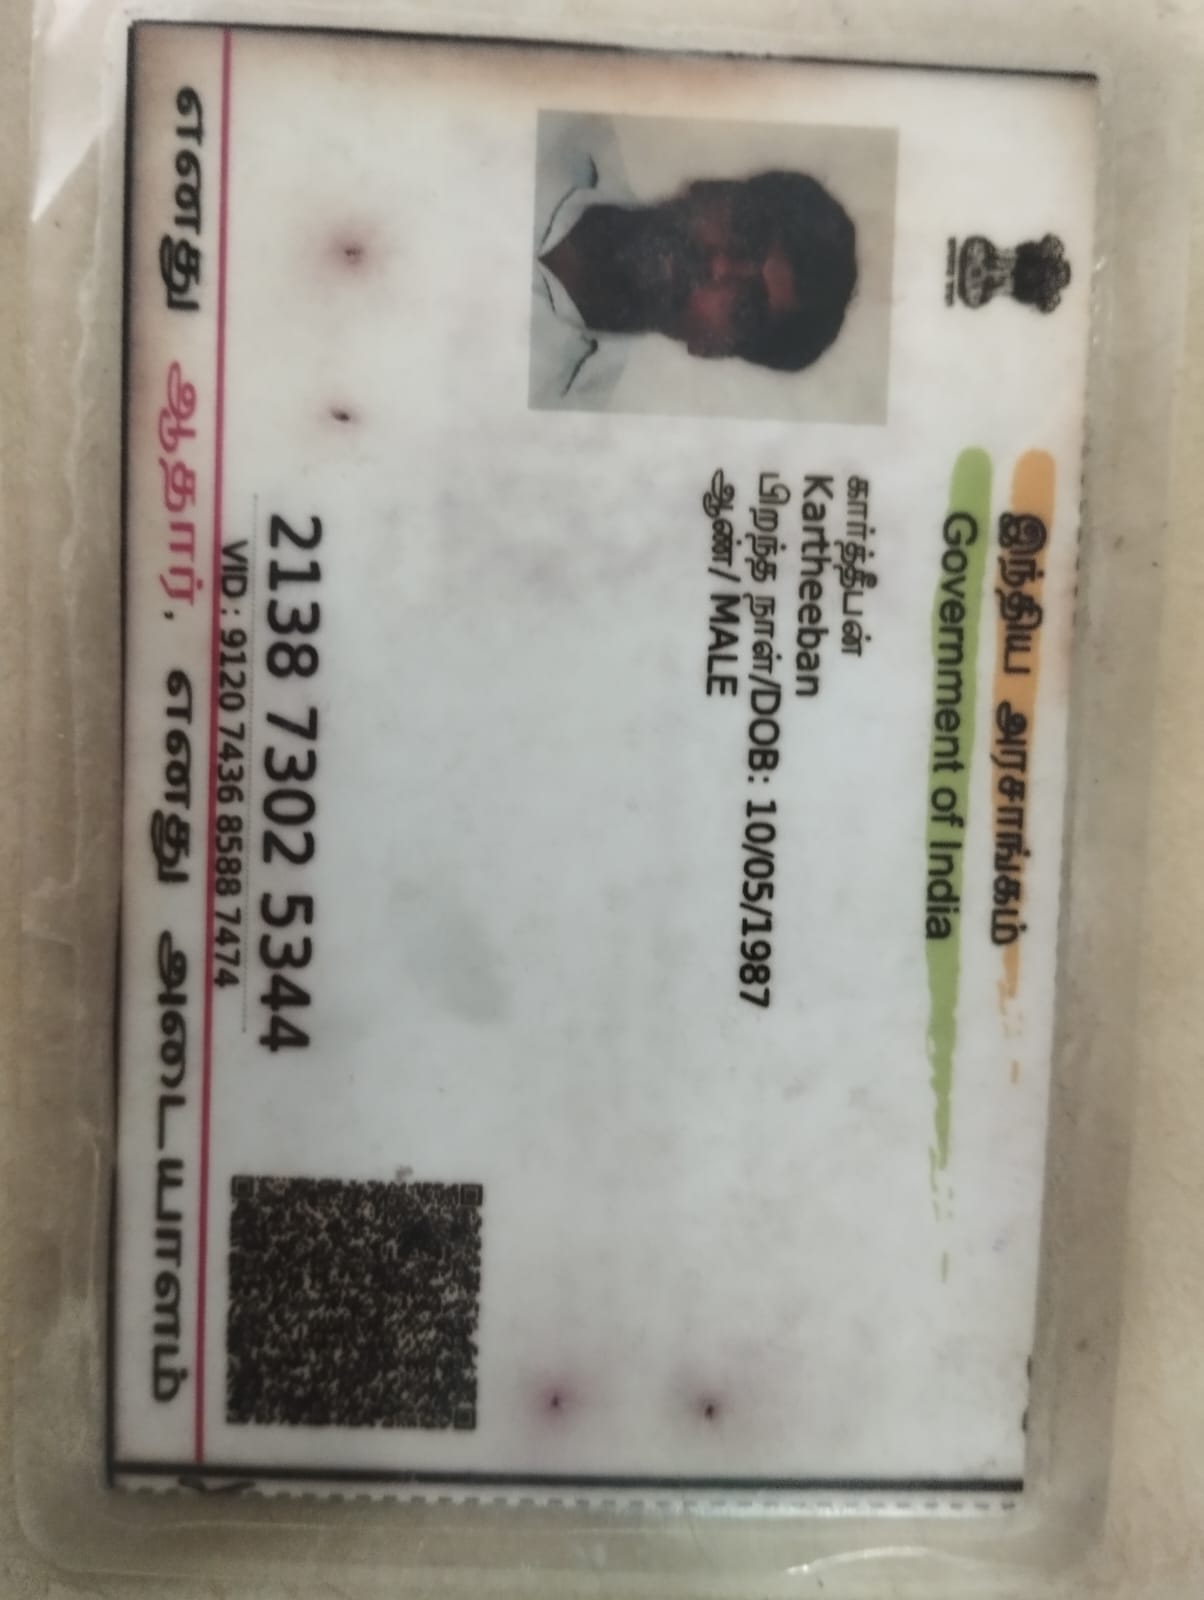 இந்திய அரசாங்கம்
Government of India
கார்த்தீபன்
Kartheeban
பிறந்த நாள்/DOB: 10/05/1987
ஆண்/ MALE
2138 7302 5344
VID : 9120 7436 8588 7474
எனது ஆதார், எனது அடையாளம்